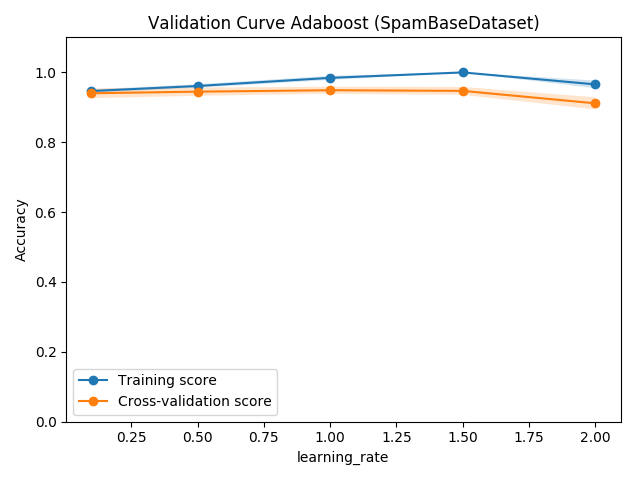 Validation Curve Adaboost (SpamBaseDataset)
1.0
0.8
0.6
0.4
0.2
0.0
Accuracy
Training score
Cross-validation score
0.25 0.50 0.75 1.00 1.25 1.50 1.75 2.00
learning_rate